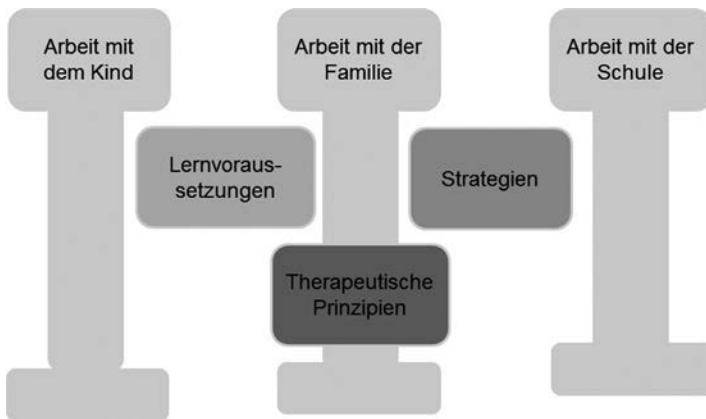 Arbeit mit
dem Kind
Arbeit mit der
Familie
Arbeit mit der
Schule
Lernvoraus-
setzungen
Strategien
Therapeutische
Prinzipien